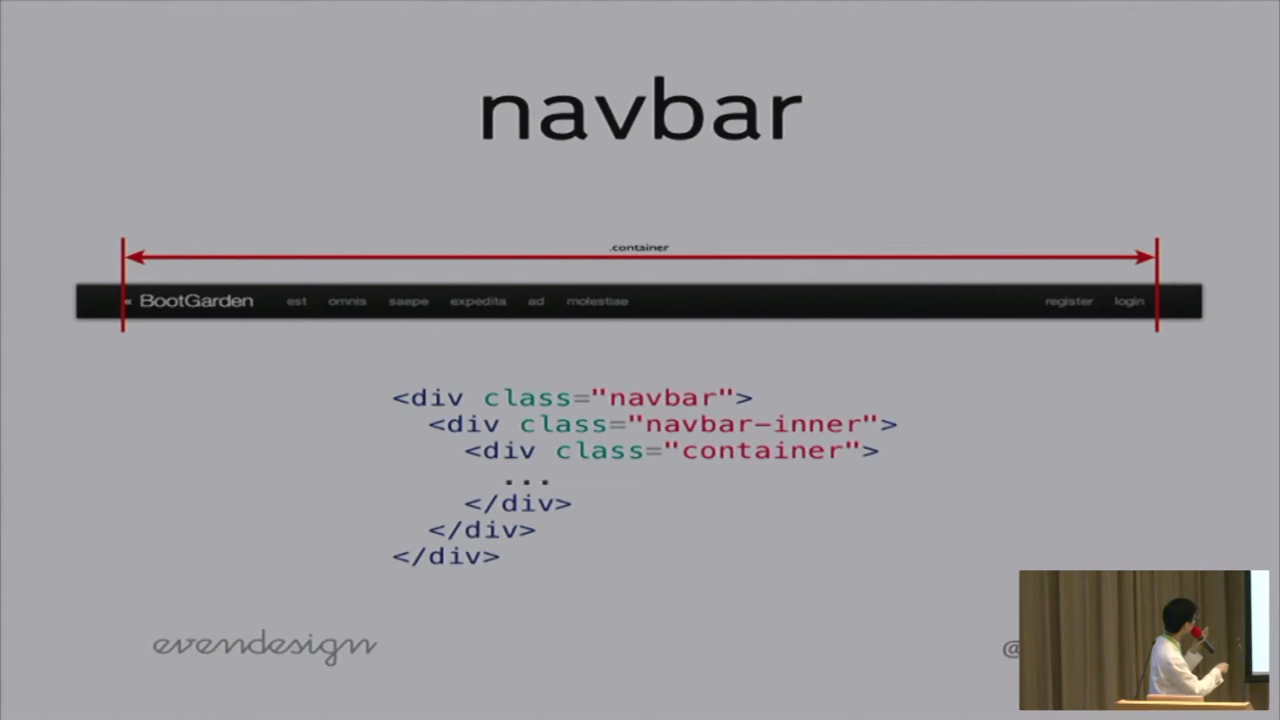 navbar
.container
« BootGarden est omnis saepe expedita ad molestiae register login
<div class="navbar">
<div class="navbar-inner">
<div class="container">
...
</div>
</div>
</div>
evendesign
@